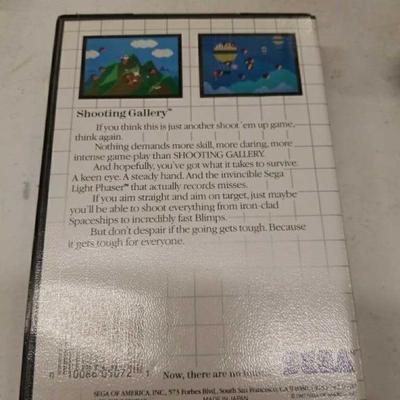 Shooting Gallery™
If you think this is just another shoot 'em up game,
think again.
Nothing demands more skill, more daring, more
intense game-play than SHOOTING GALLERY.
And hopefully, you've got what it takes to survive.
A keen eye. A steady hand. And the invincible Sega
Light Phaser™ that actually records misses.
If you aim straight and aim on target, just maybe
you'll be able to shoot everything from iron-clad
Spaceships to incredibly fast Blimps.
But don't despair if the going gets tough. Because
it gets tough for everyone.
0 10086 01072 1
Now, there are no
SEGA
SEGA OF AMERICA, INC., 573 Forbes Blvd., South San Francisco, CA
MADE IN JAPAN